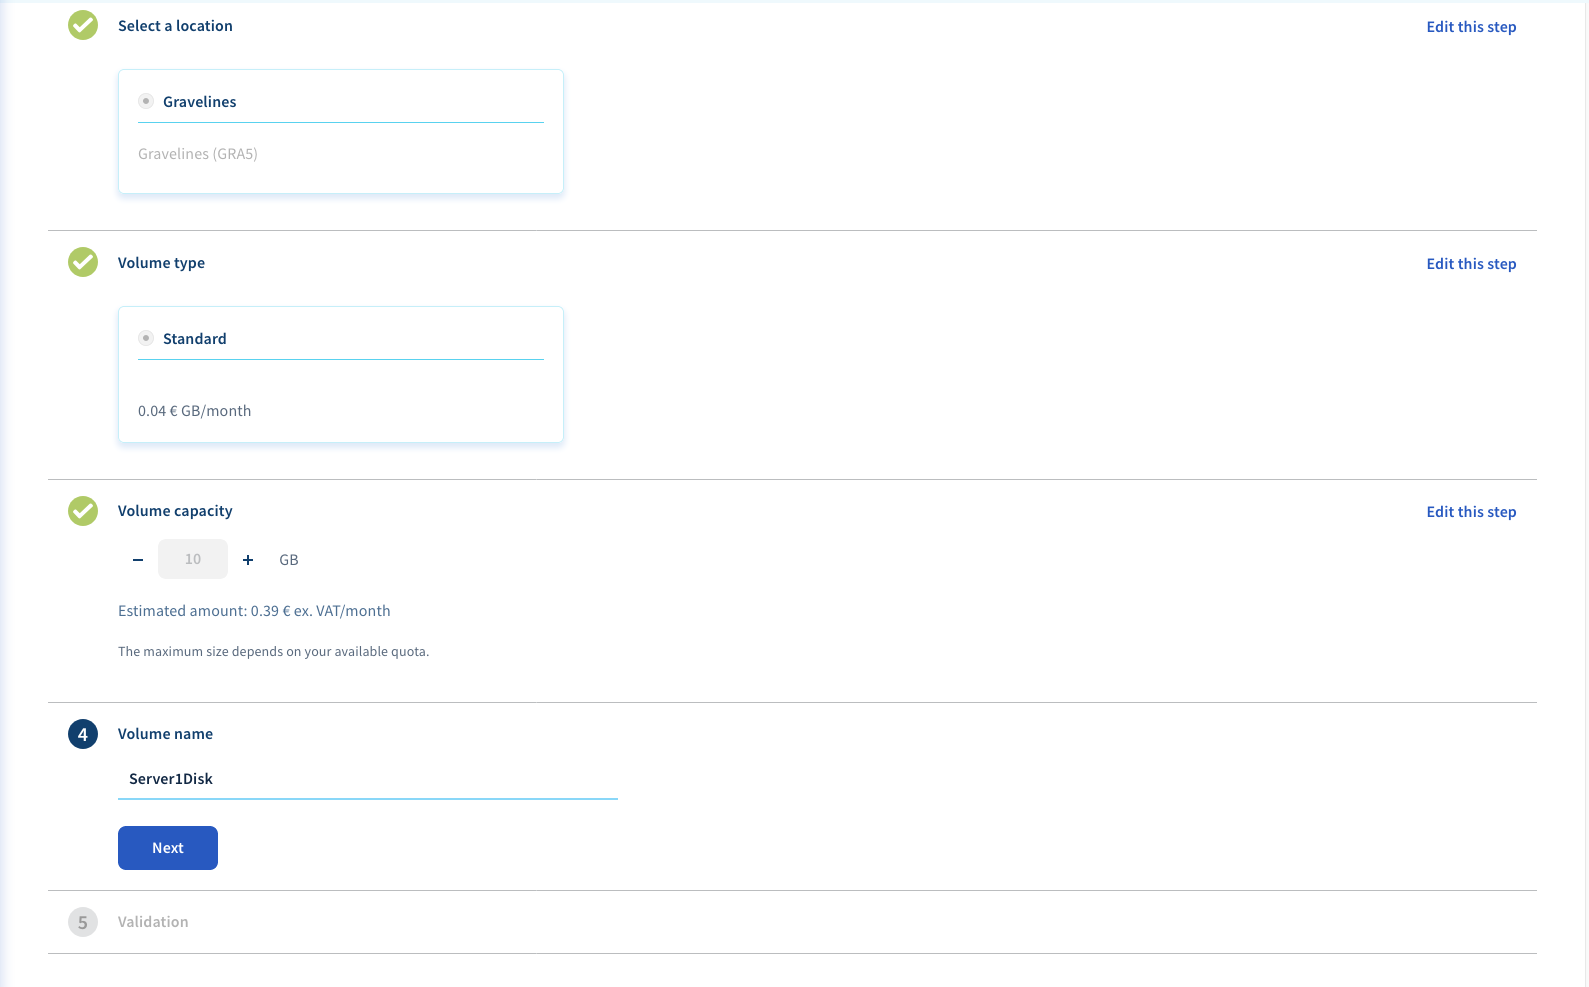 Select a location
Edit this step
Gravelines
Gravelines (GRA5)
Volume type
Edit this step
Standard
0.04 € GB/month
Volume capacity
Edit this step
− 10 + GB
Estimated amount: 0.39 € ex. VAT/month
The maximum size depends on your available quota.
4 Volume name
Server1Disk
Next
5 Validation